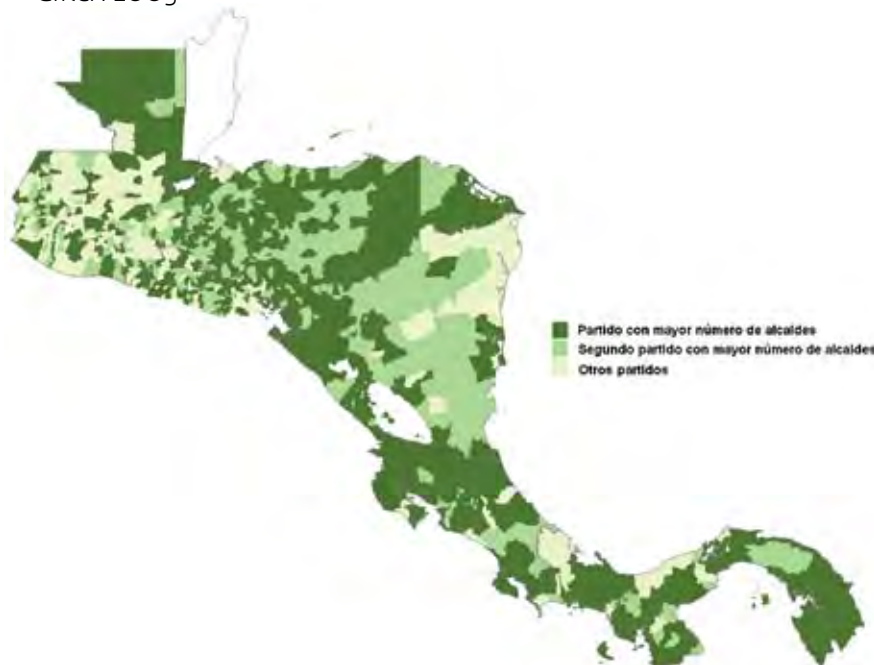 Partido con mayor número de alcaldes
Segundo partido con mayor número de alcaldes
Otros partidos